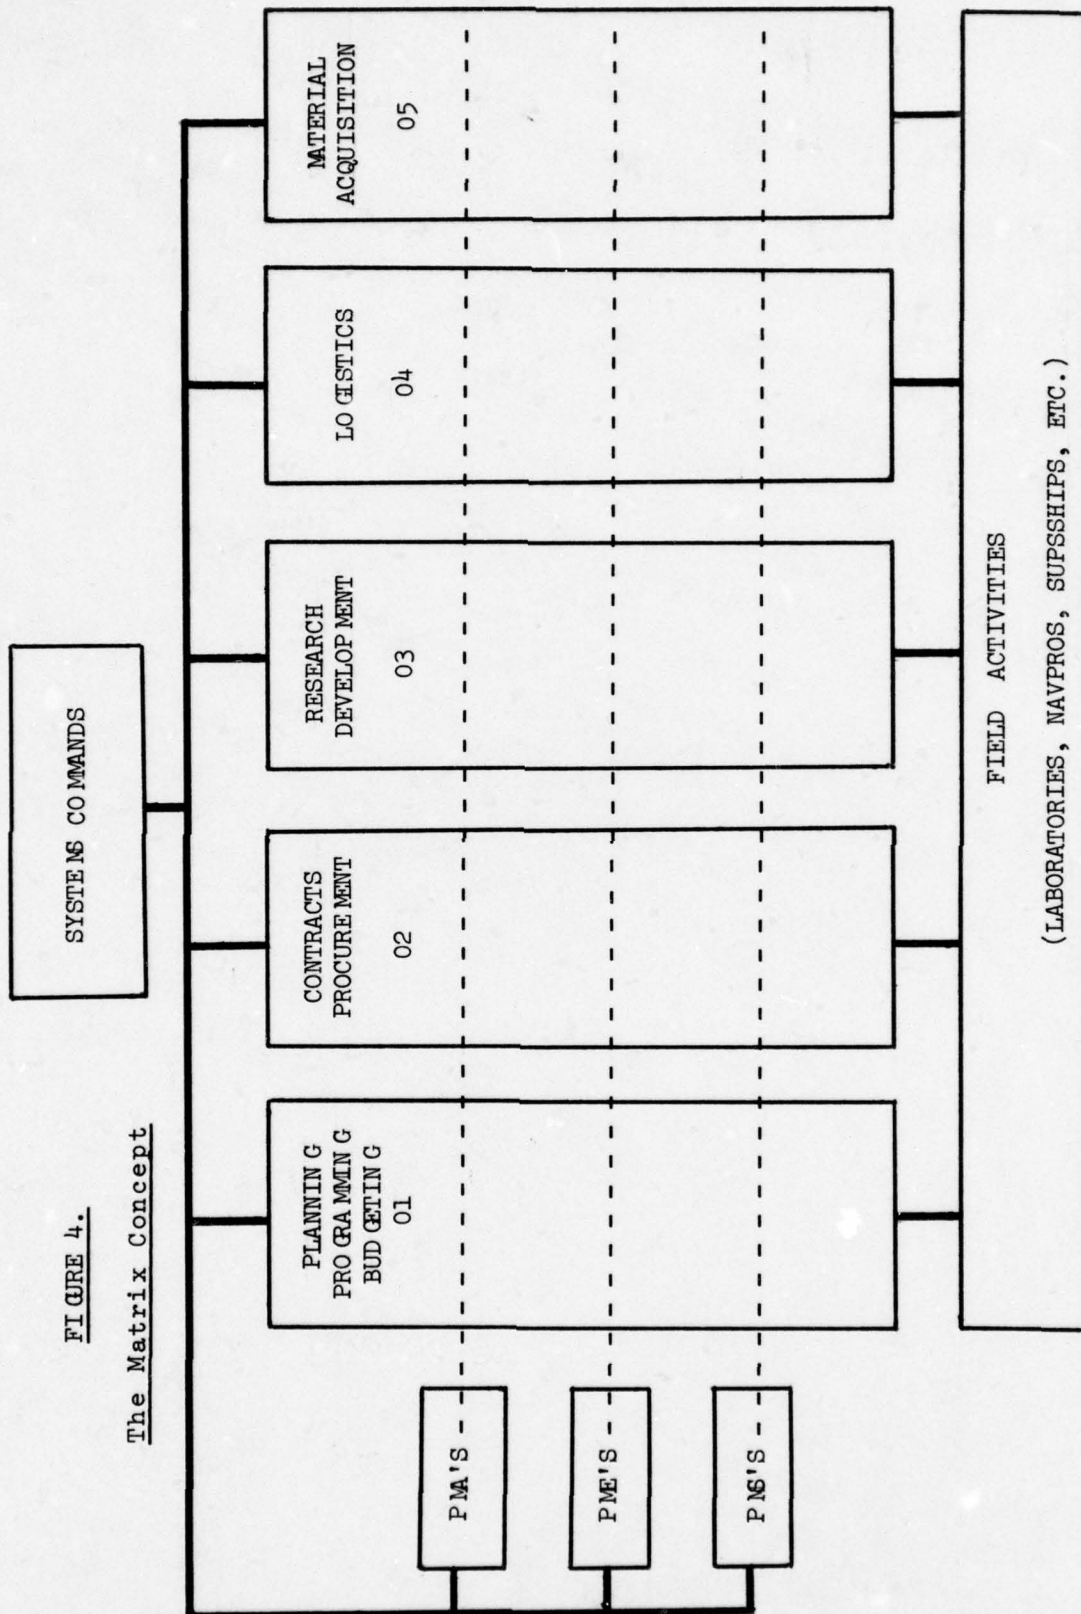 FIGURE 4.
The Matrix Concept
SYSTEMS COMMANDS
PLANNING
PROGRAMMING
BUDGETING
01
CONTRACTS
PROCUREMENT
02
RESEARCH
DEVELOPMENT
03
LOGISTICS
04
MATERIAL
ACQUISITION
05
PMA'S
PME'S
PMS'S
FIELD ACTIVITIES
(LABORATORIES, NAVPROS, SUPSSHIPS, ETC.)